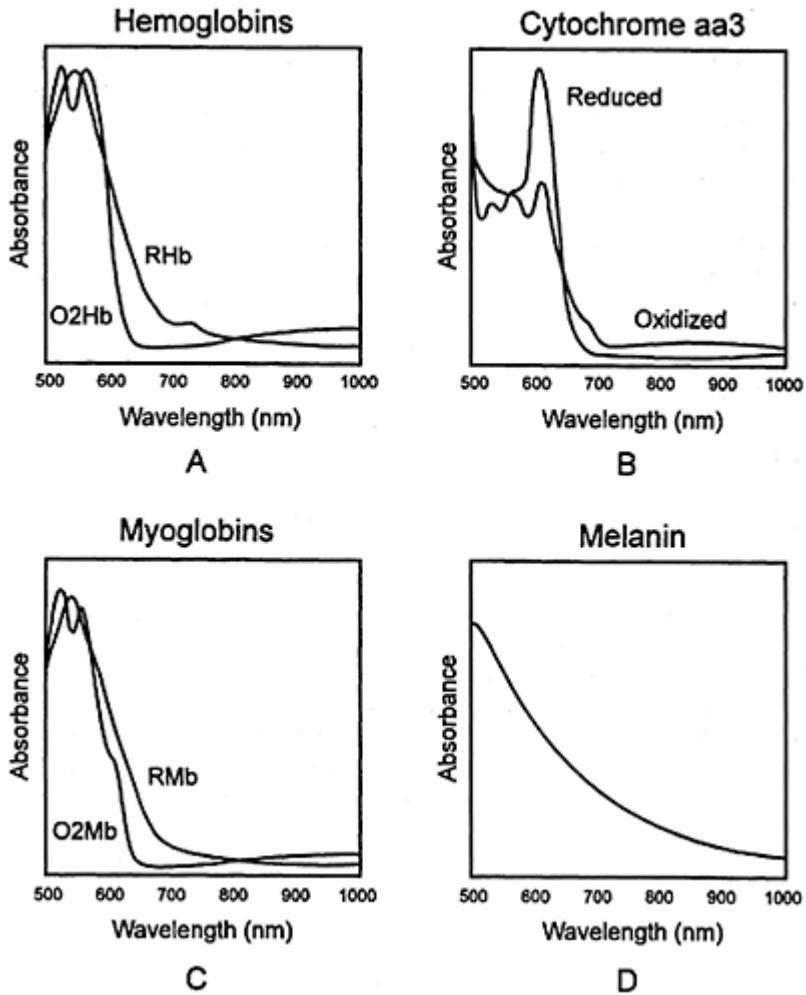 Hemoglobins
Absorbance
RHb
O2Hb
500 600 700 800 900 1000
Wavelength (nm)
A
Cytochrome aa3
Absorbance
Reduced
Oxidized
500 600 700 800 900 1000
Wavelength (nm)
B
Myoglobins
Absorbance
RMb
O2Mb
500 600 700 800 900 1000
Wavelength (nm)
C
Melanin
Absorbance
500 600 700 800 900 1000
Wavelength (nm)
D